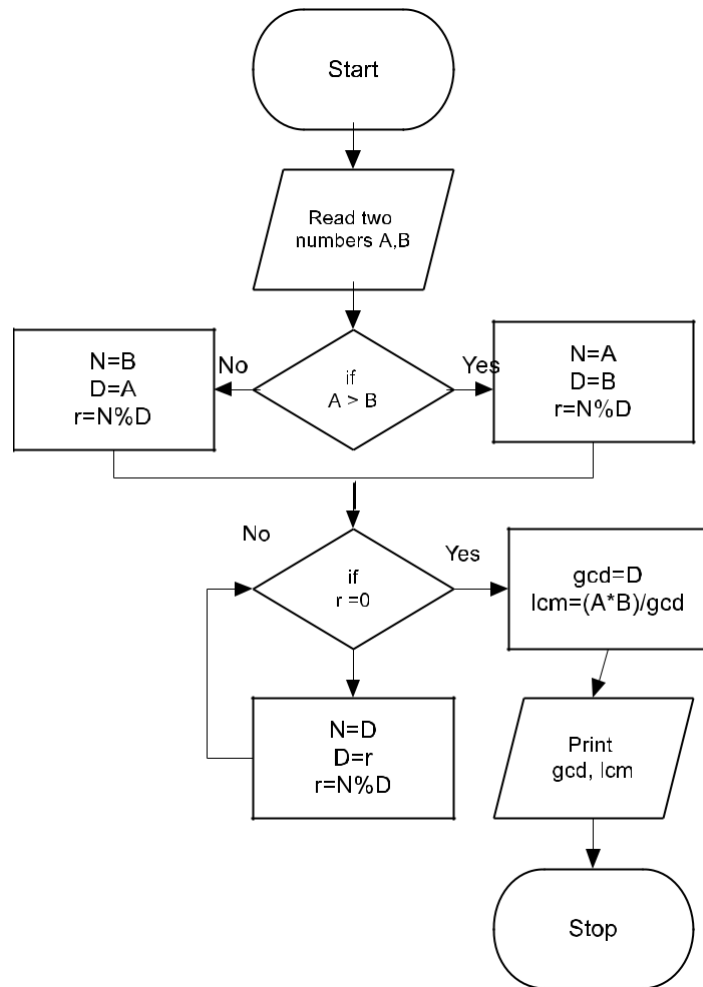 Start
Read two
numbers A,B
if
A > B
No
Yes
N=B
D=A
r=N%D
N=A
D=B
r=N%D
No
Yes
if
r =0
gcd=D
lcm=(A*B)/gcd
N=D
D=r
r=N%D
Print
gcd, lcm
Stop